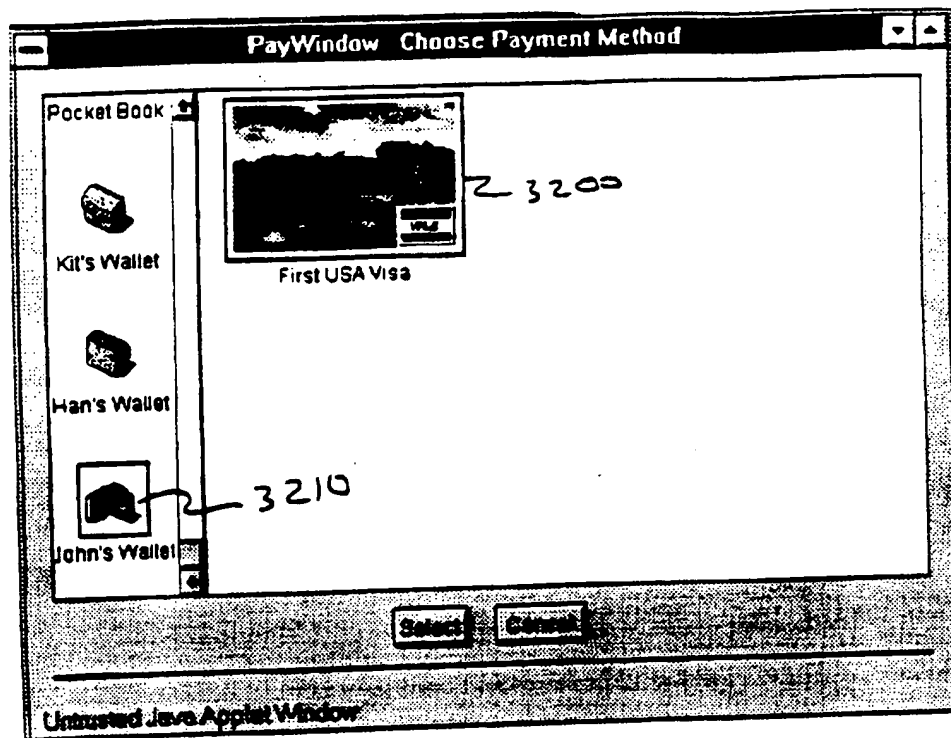 PayWindow Choose Payment Method
Pocket Book
3200
VISA
First USA Visa
Kit's Wallet
Han's Wallet
3210
John's Wallet
Select
Cancel
Untrusted Java Applet Window